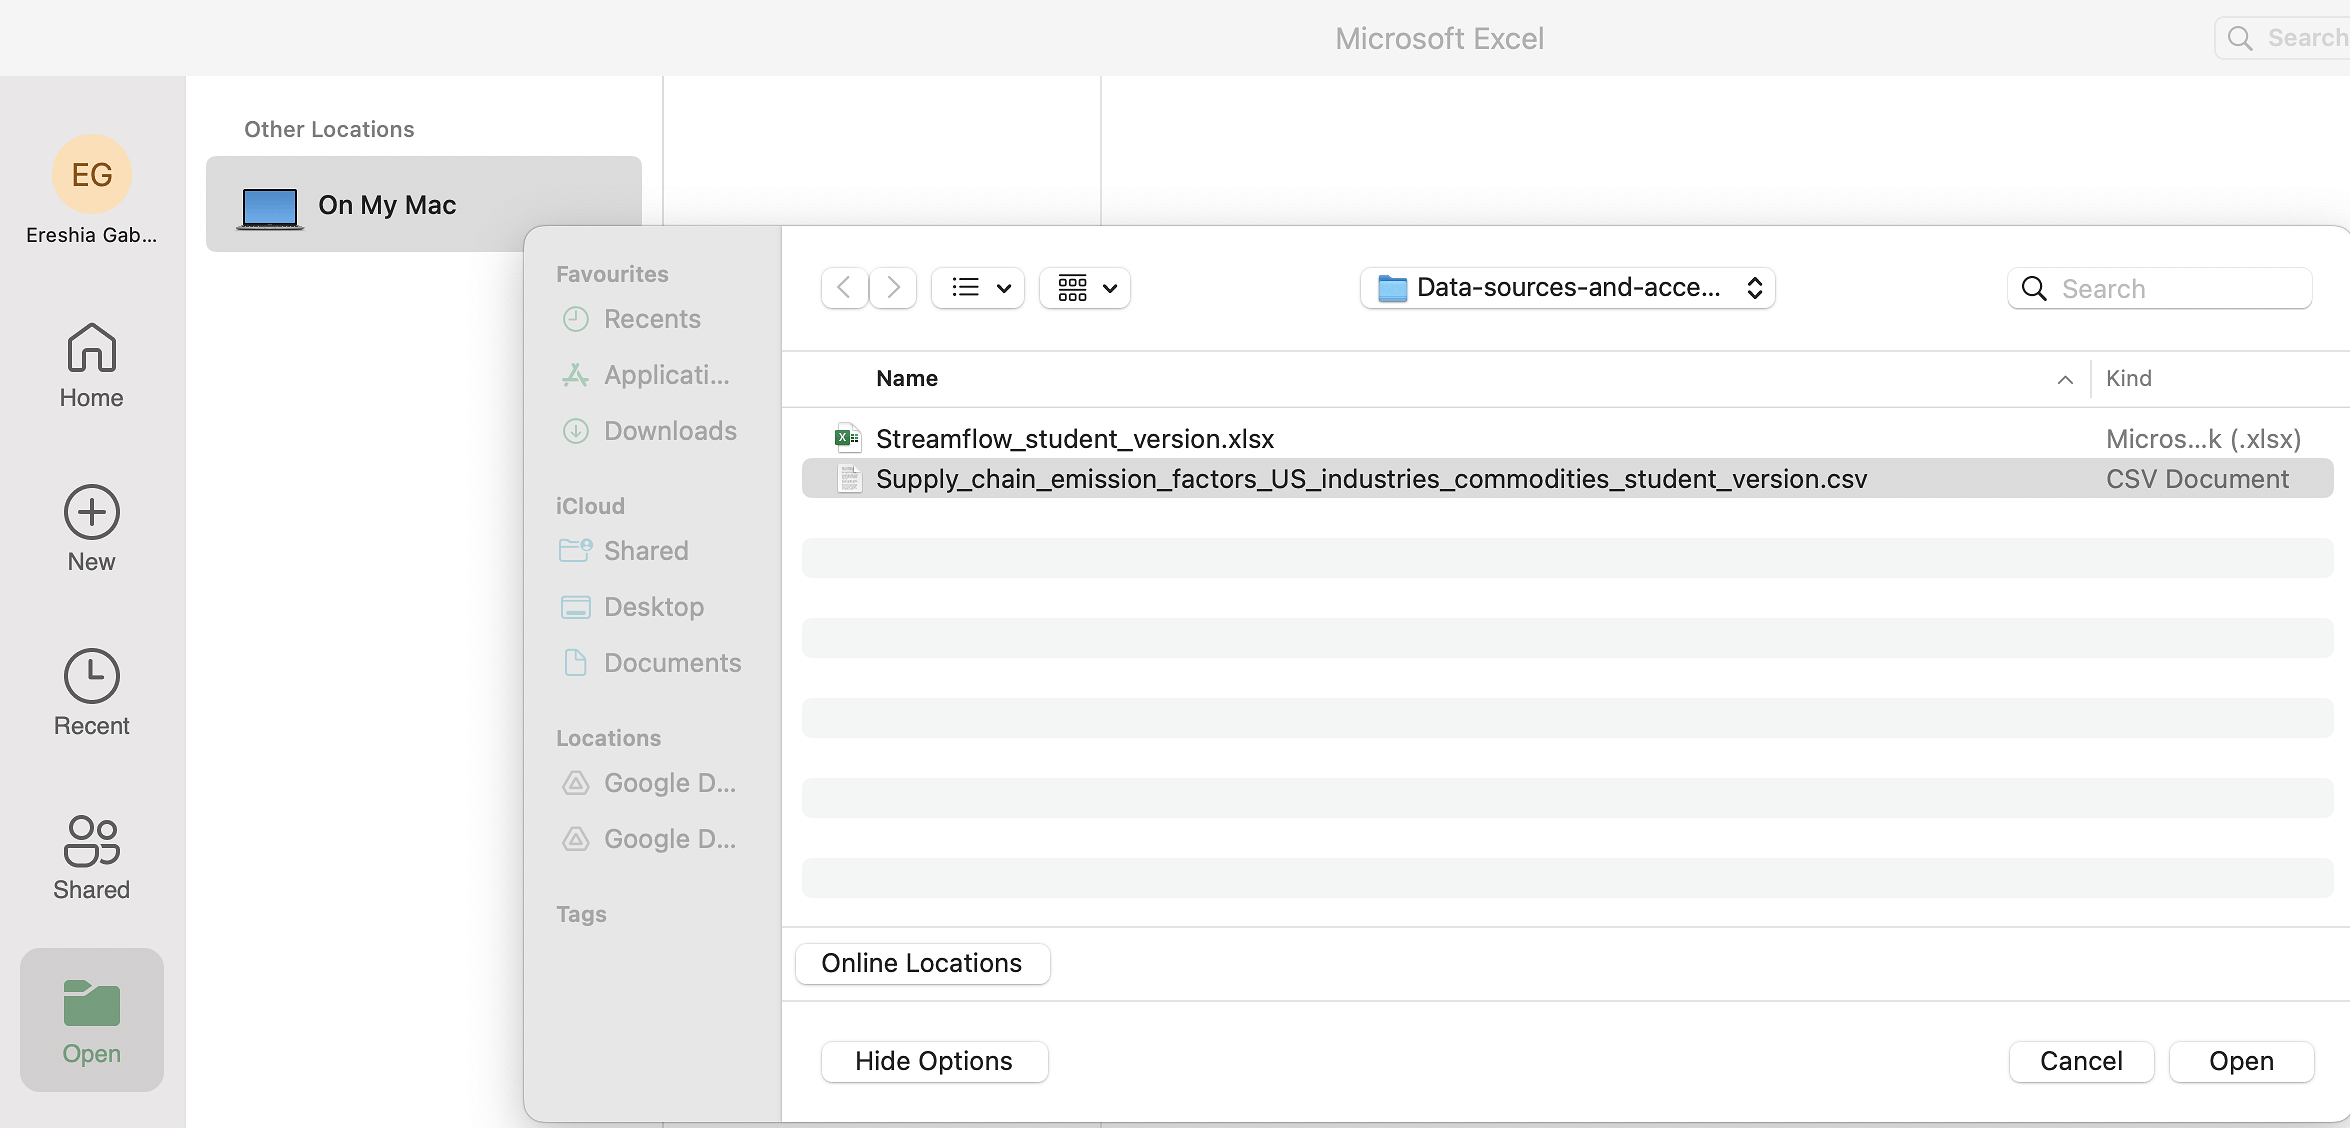 Microsoft Excel
Search
EG
Ereshia Gab...
Home
New
Recent
Shared
Open
Other Locations
On My Mac
Favourites
Recents
Applicati...
Downloads
iCloud
Shared
Desktop
Documents
Locations
Google D...
Google D...
Tags
Data-sources-and-acce...
Search
Name
Kind
Streamflow_student_version.xlsx
Micros...k (.xlsx)
Supply_chain_emission_factors_US_industries_commodities_student_version.csv
CSV Document
Online Locations
Hide Options
Cancel
Open